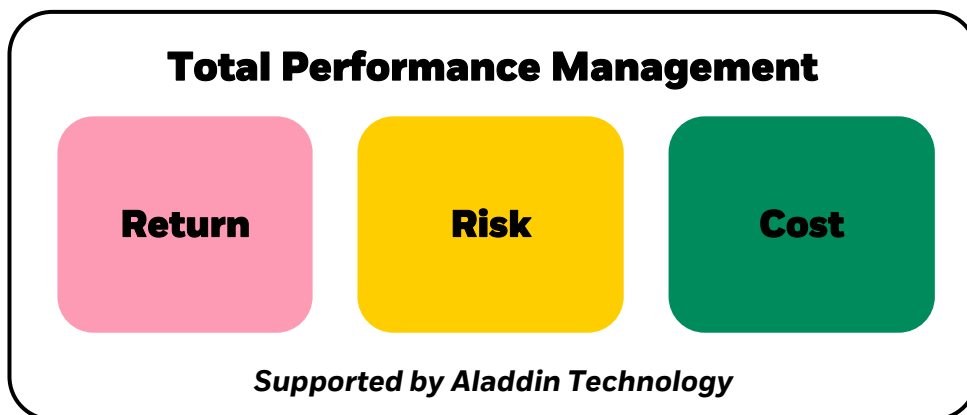 Total Performance Management
Return Risk Cost
Supported by Aladdin Technology